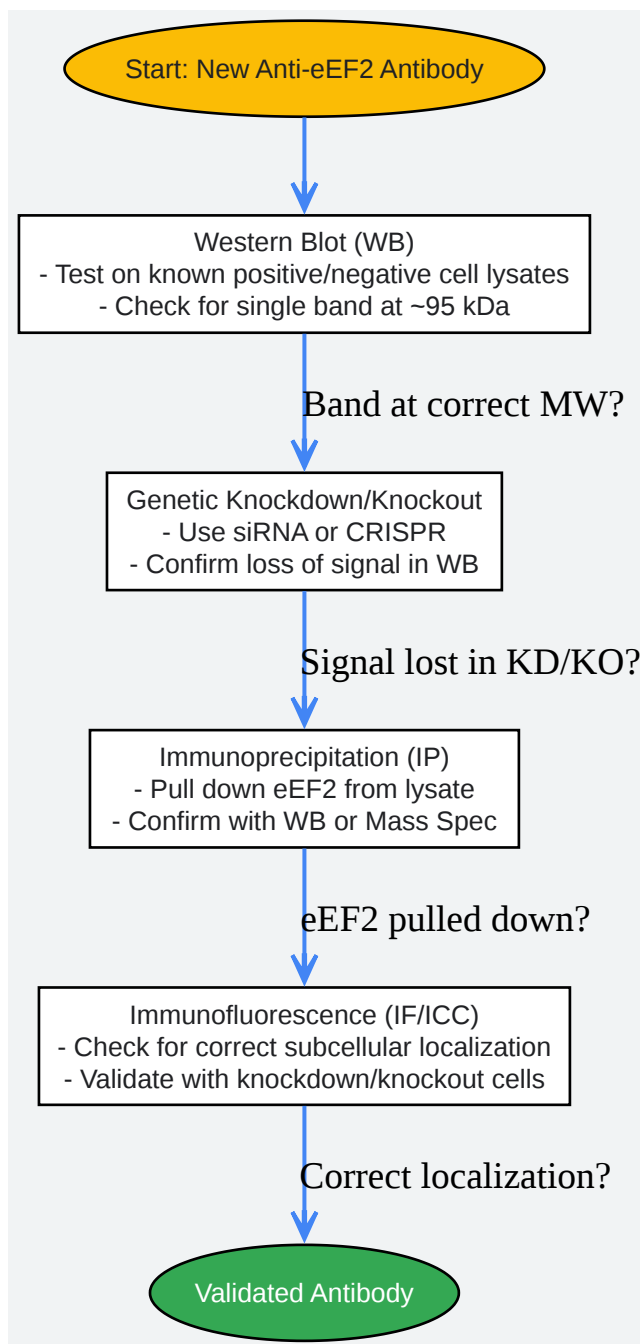 Start: New Anti-eEF2 Antibody
Western Blot (WB)
- Test on known positive/negative cell lysates
- Check for single band at ~95 kDa
Band at correct MW?
Genetic Knockdown/Knockout
- Use siRNA or CRISPR
- Confirm loss of signal in WB
Signal lost in KD/KO?
Immunoprecipitation (IP)
- Pull down eEF2 from lysate
- Confirm with WB or Mass Spec
eEF2 pulled down?
Immunofluorescence (IF/ICC)
- Check for correct subcellular localization
- Validate with knockdown/knockout cells
Correct localization?
Validated Antibody